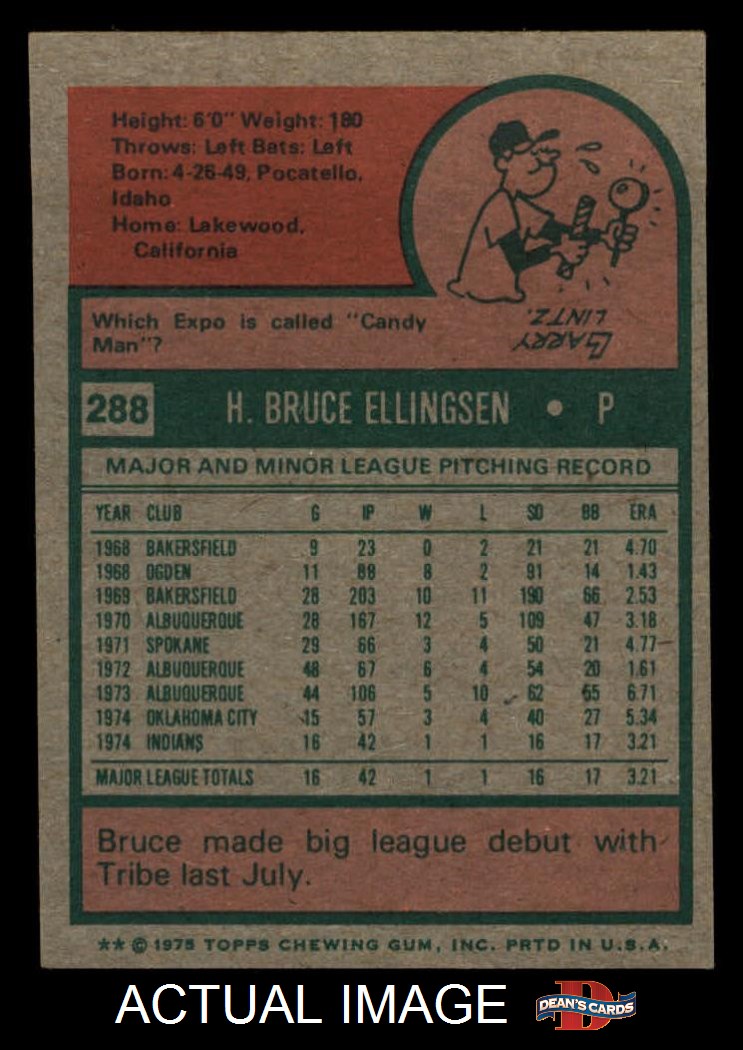 Height: 6'0" Weight: 180
Throws: Left Bats: Left
Born: 4-26-49, Pocatello,
Idaho
Home: Lakewood,
California
Which Expo is called "Candy
Man"?
GARRY
LINTZ.
288 H. BRUCE ELLINGSEN • P
MAJOR AND MINOR LEAGUE PITCHING RECORD
YEAR CLUB G IP W L SO BB ERA
1968 BAKERSFIELD 9 23 0 2 21 21 4.70
1968 OGDEN 11 88 8 2 91 14 1.43
1969 BAKERSFIELD 28 203 10 11 190 66 2.53
1970 ALBUQUERQUE 28 167 12 5 109 47 3.18
1971 SPOKANE 29 66 3 4 50 21 4.77
1972 ALBUQUERQUE 48 67 6 4 54 20 1.61
1973 ALBUQUERQUE 44 106 5 10 62 65 6.71
1974 OKLAHOMA CITY 15 57 3 4 40 27 5.34
1974 INDIANS 16 42 1 1 16 17 3.21
MAJOR LEAGUE TOTALS 16 42 1 1 16 17 3.21
Bruce made big league debut with
Tribe last July.
** © 1975 TOPPS CHEWING GUM, INC. PRTD IN U.S.A.
ACTUAL IMAGE D DEAN'S CARDS